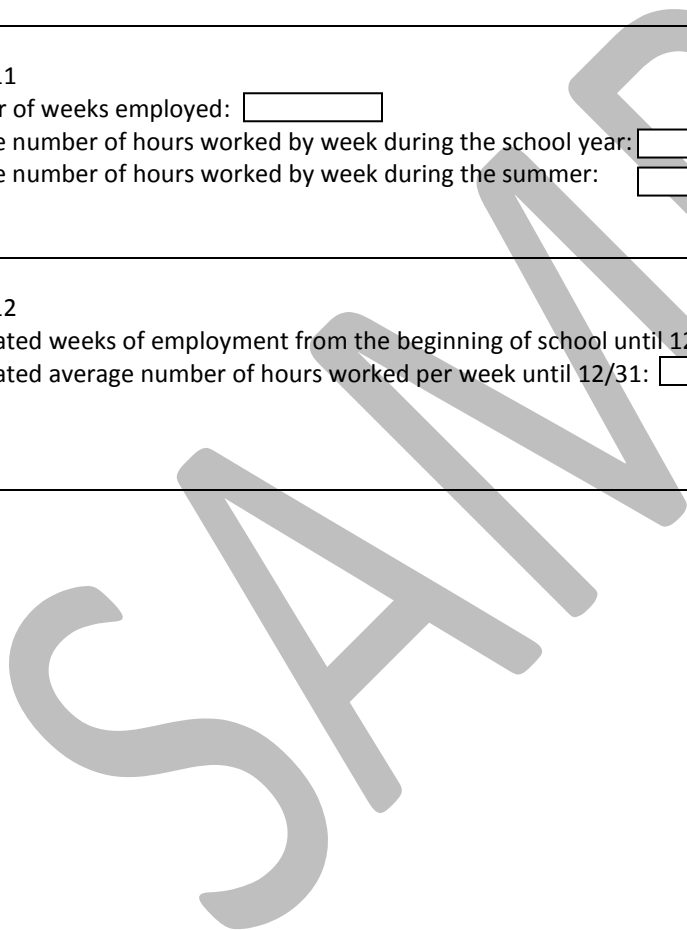 11
r of weeks employed:
e number of hours worked by week during the school year:
e number of hours worked by week during the summer:
12
ated weeks of employment from the beginning of school until 12
ated average number of hours worked per week until 12/31:
SAMP